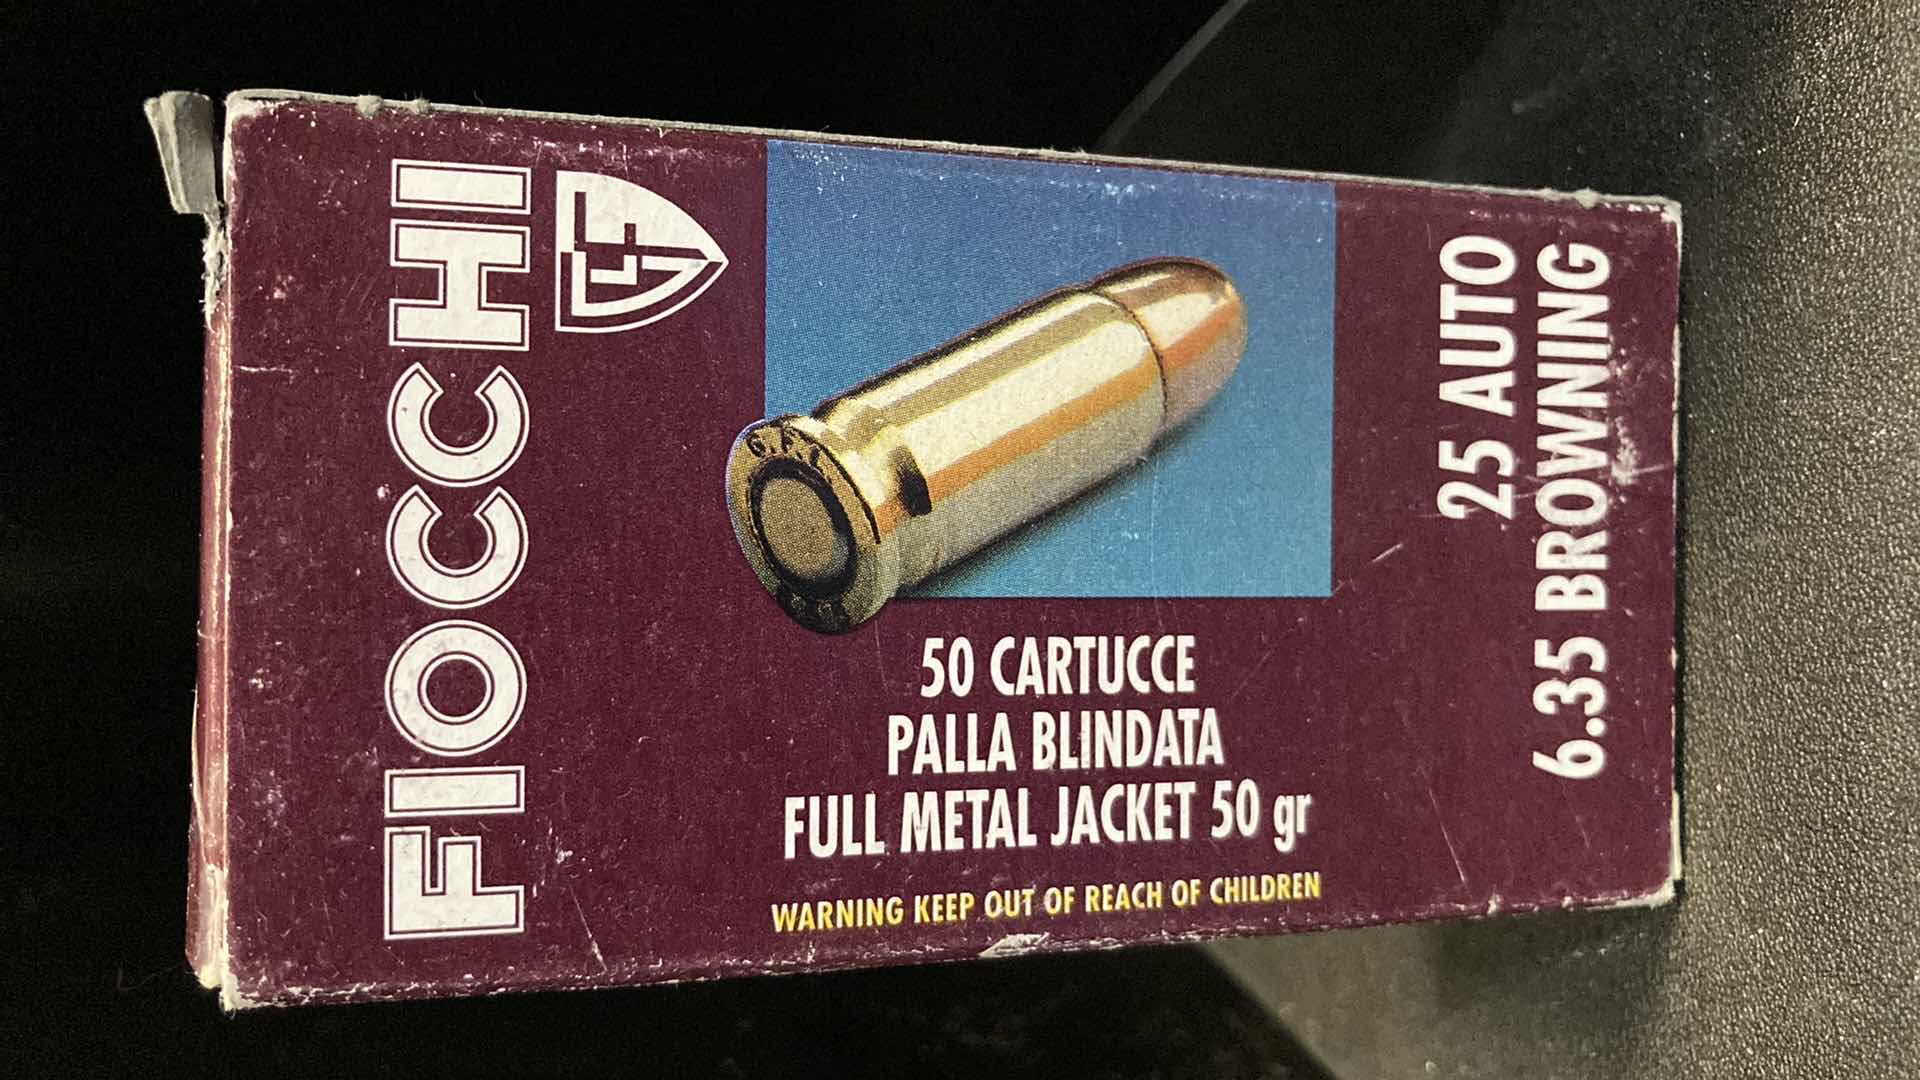 FIOCCHI
GFL
G.F.L.
25 AUTO
6.35 BROWNING
50 CARTUCCE
PALLA BLINDATA
FULL METAL JACKET 50 gr
WARNING KEEP OUT OF REACH OF CHILDREN